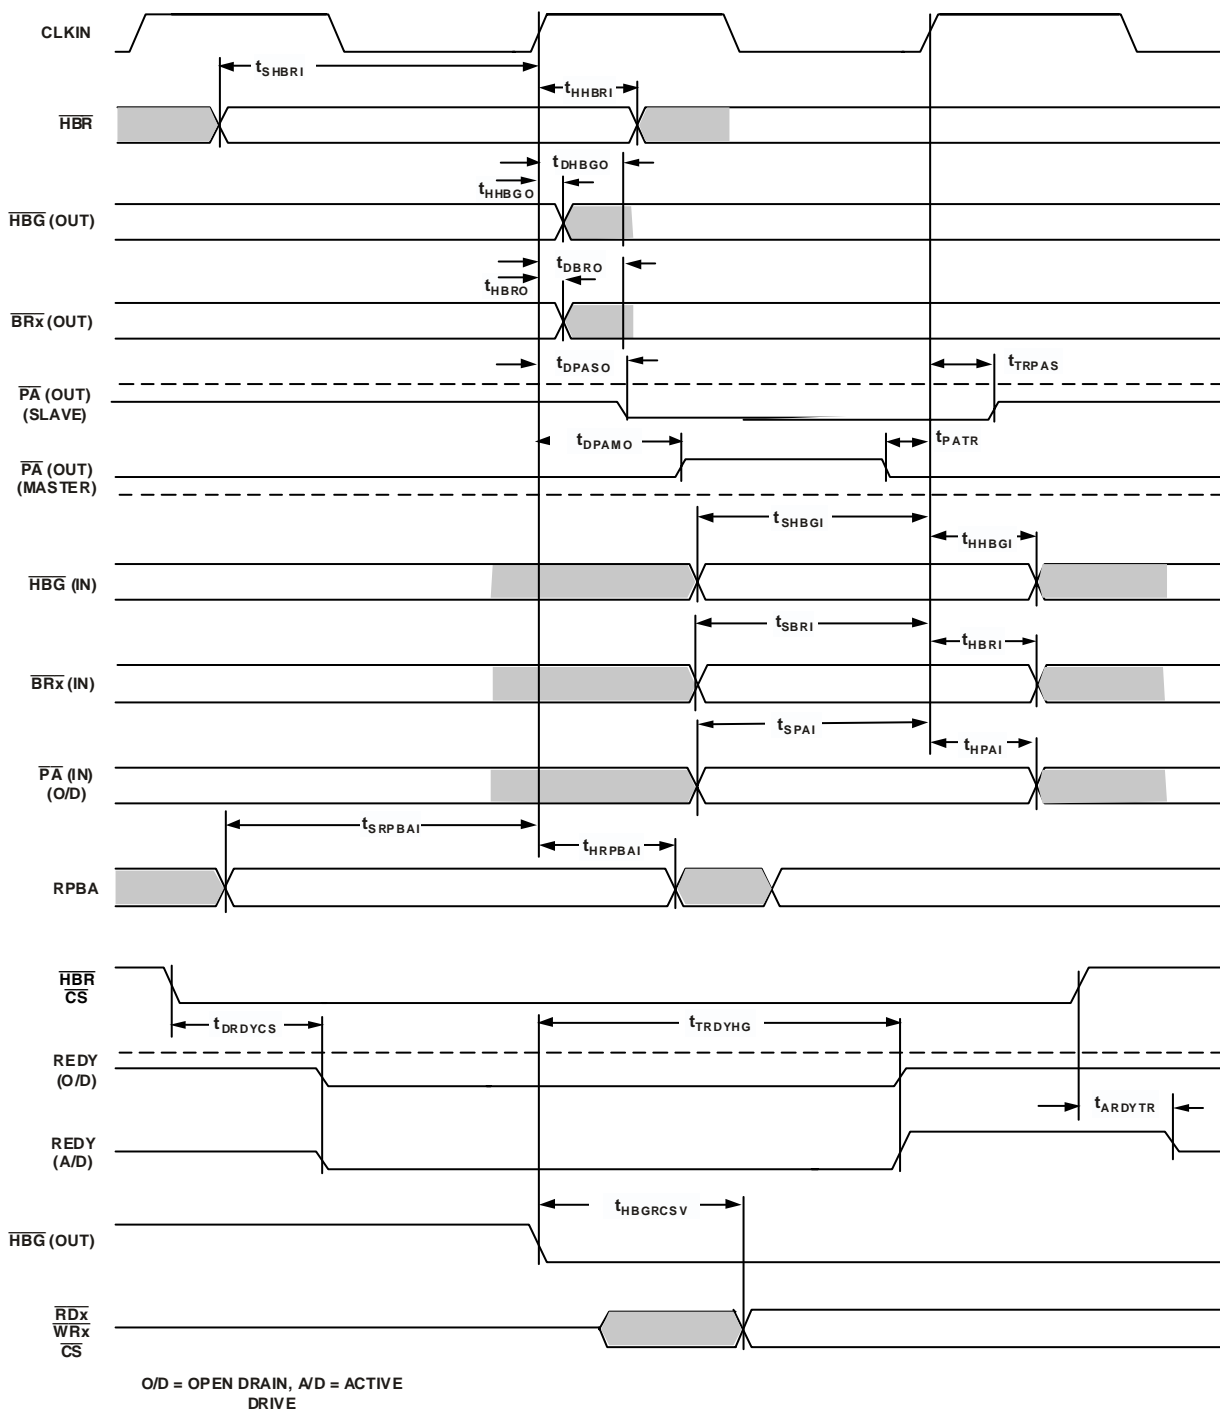 CLKIN
tSHBRI
tHHBRI
HBR
tDHBGO
tHHBGO
HBG (OUT)
tDBRO
tHBRO
BRx (OUT)
tDPASO
tTRPAS
PA (OUT)
(SLAVE)
tDPAMO
tPATR
PA (OUT)
(MASTER)
tSHBGI
tHHBGI
HBG (IN)
tSBRI
tHBRI
BRx (IN)
tSPAI
tHPAI
PA (IN)
(O/D)
tSRPBAI
tHRPBAI
RPBA
HBR
CS
tDRDYCS
tTRDYHG
REDY
(O/D)
tARDYTR
REDY
(A/D)
tHBGRCSV
HBG (OUT)
RDx
WRx
CS
O/D = OPEN DRAIN, A/D = ACTIVE
DRIVE